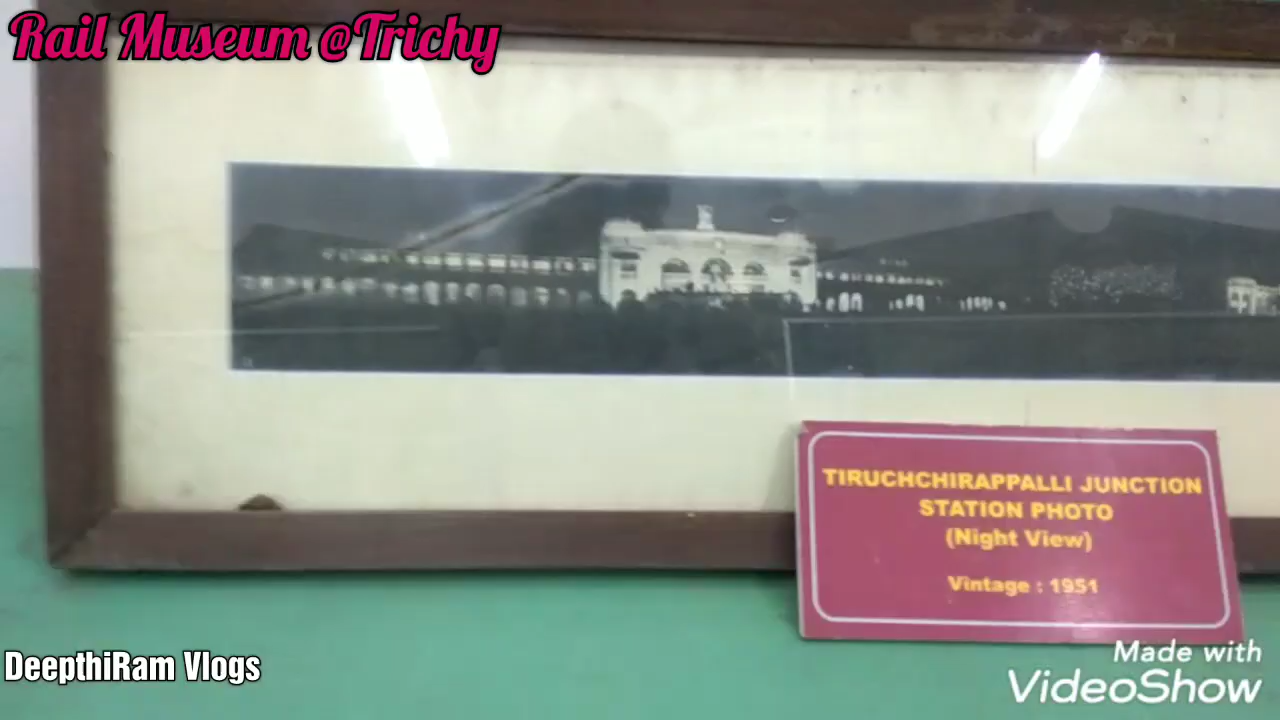 Rail Museum @Trichy
TIRUCHCHIRAPPALLI JUNCTION
STATION PHOTO
(Night View)
Vintage : 1951
DeepthiRam Vlogs
Made with
VideoShow